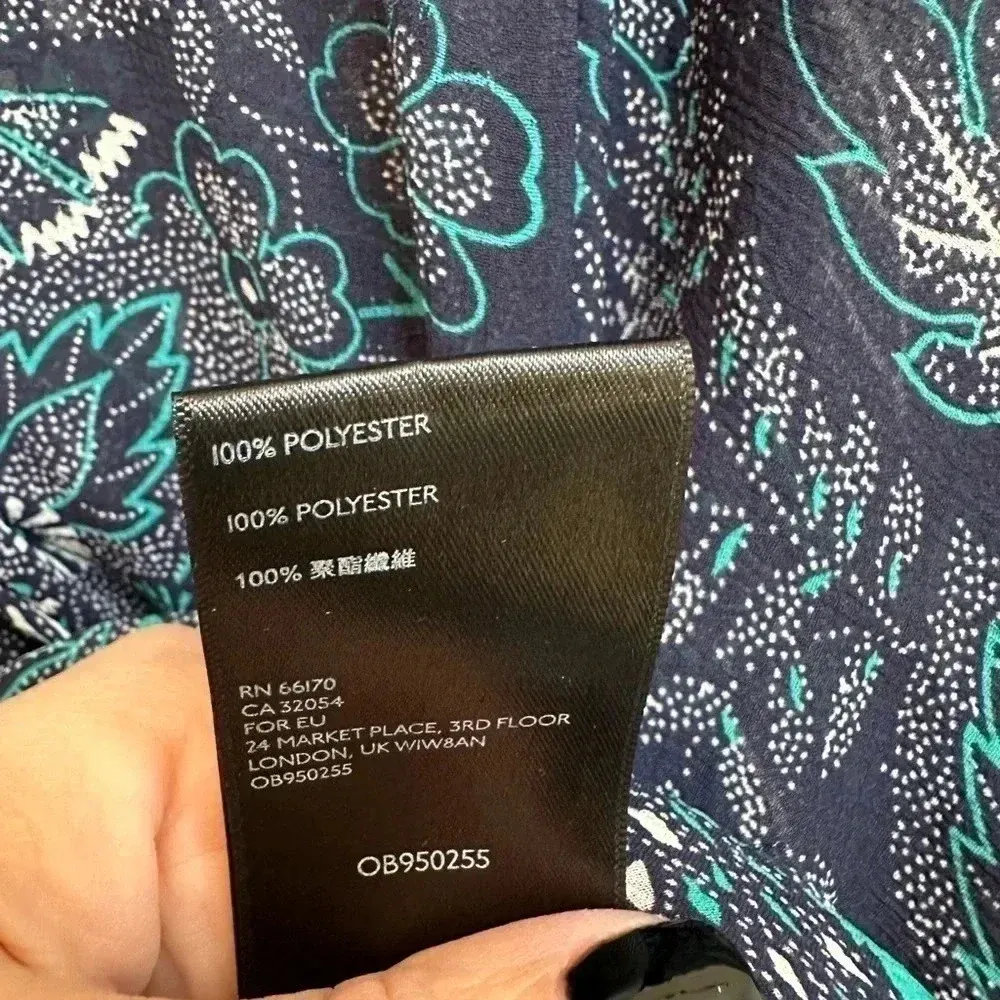 100% POLYESTER
100% POLYESTER
100% 聚酯纖維
RN 66170
CA 32054
FOR EU
24 MARKET PLACE, 3RD FLOOR
LONDON, UK W1W8AN
OB950255
OB950255